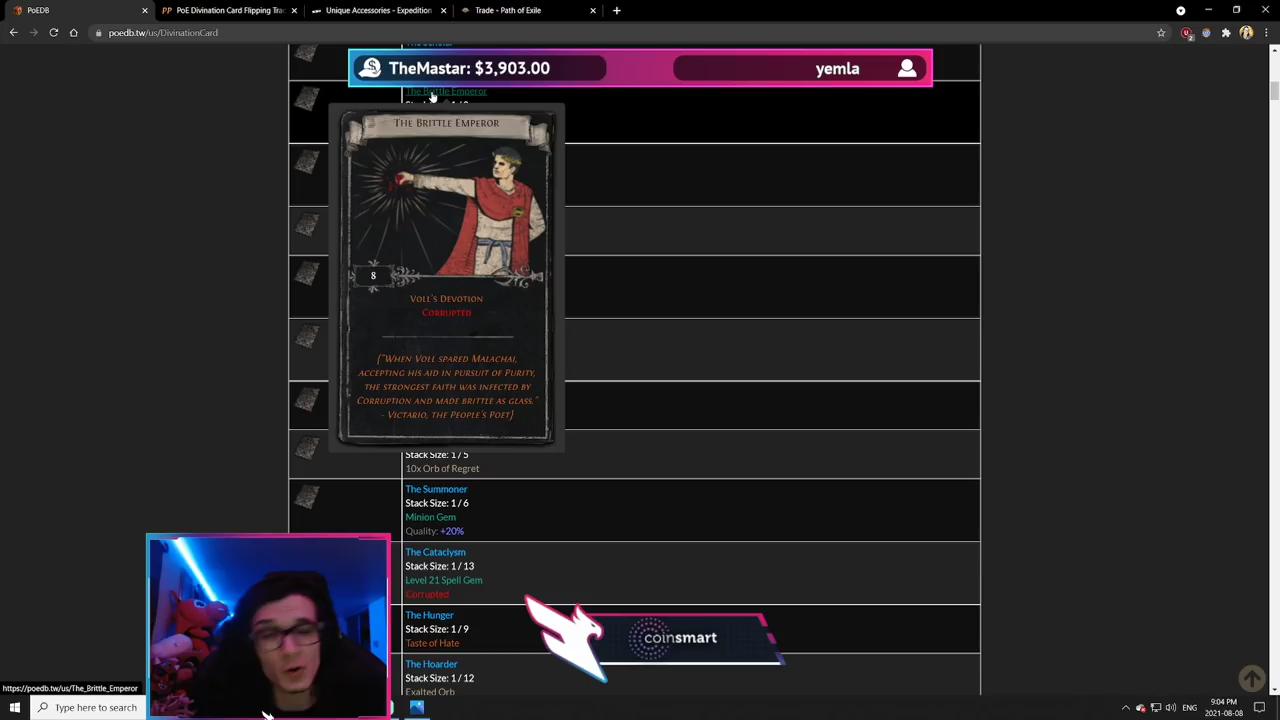 PoEDB
PoE Divination Card Flipping Trac
Unique Accessories - Expedition
Trade - Path of Exile
poedb.tw/us/DivinationCard
TheMastar: $3,903.00
yemla
The Brittle Emperor
THE BRITTLE EMPEROR
8
VOLL'S DEVOTION
CORRUPTED
{"WHEN VOLL SPARED MALACHAI,
ACCEPTING HIS AID IN PURSUIT OF PURITY,
THE STRONGEST FAITH WAS INFECTED BY
CORRUPTION AND MADE BRITTLE AS GLASS."
- VICTARIO, THE PEOPLE'S POET}
Stack Size: 1 / 5
10x Orb of Regret
The Summoner
Stack Size: 1 / 6
Minion Gem
Quality: +20%
The Cataclysm
Stack Size: 1 / 13
Level 21 Spell Gem
Corrupted
The Hunger
Stack Size: 1 / 9
Taste of Hate
The Hoarder
Stack Size: 1 / 12
Exalted Orb
coinsmart
https://poedb.tw/us/The_Brittle_Emperor
Type here to search
ENG
9:04 PM
2021-08-08